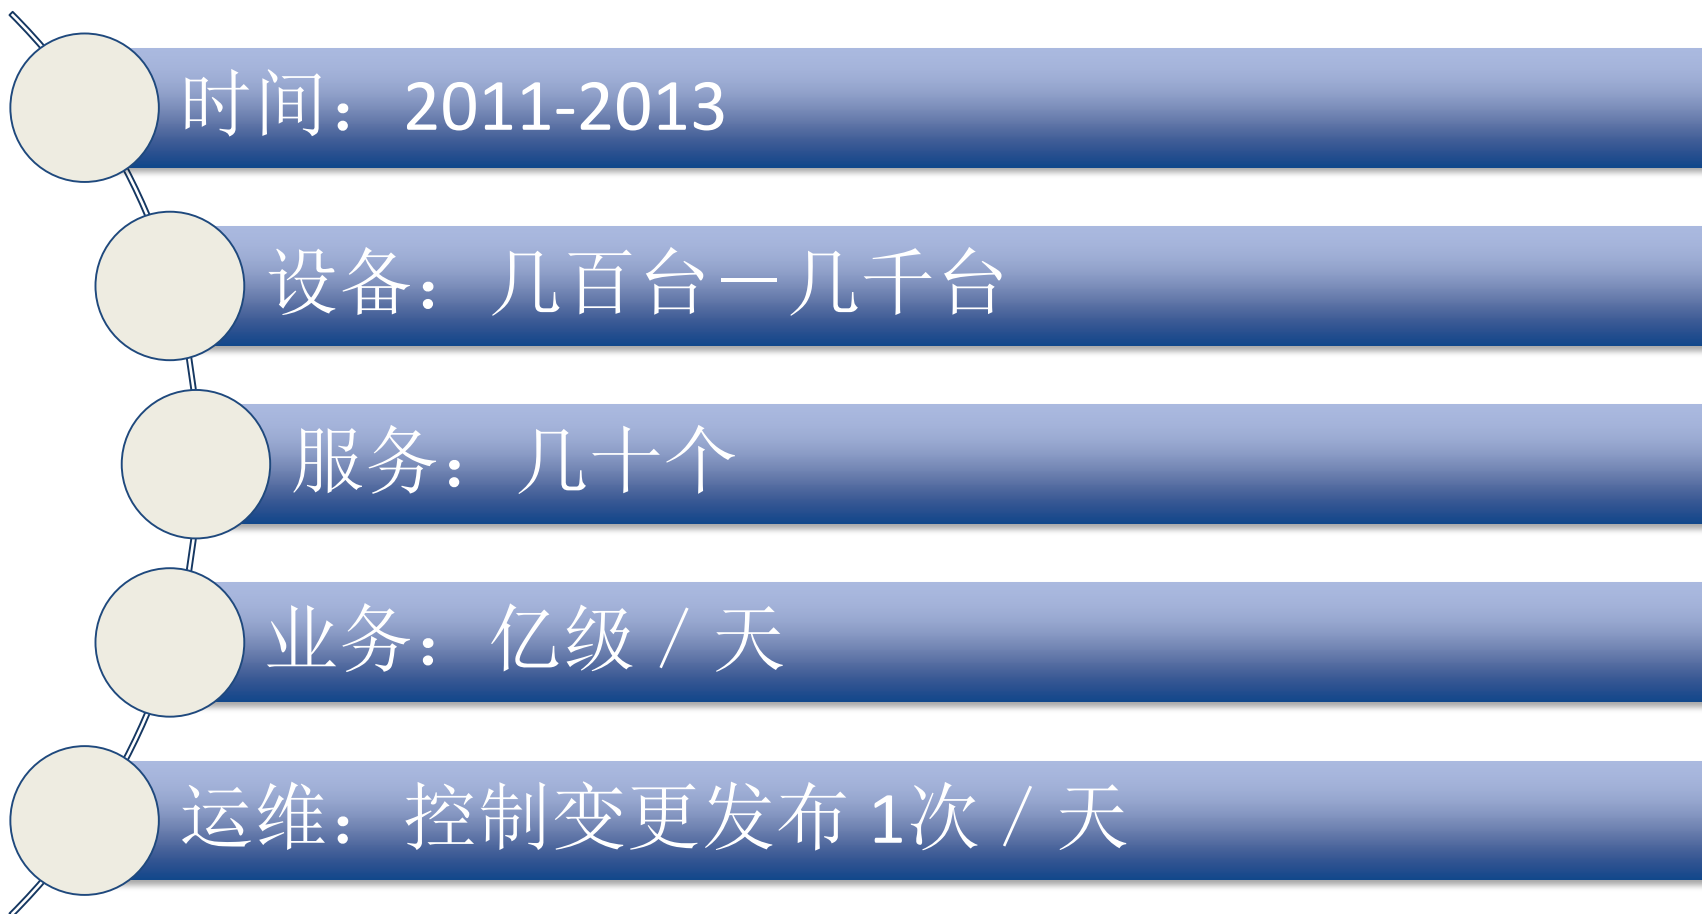 时间： 2011-2013
设备：几百台－几千台
服务：几十个
业务：亿级／天
运维：控制变更发布 1次／天